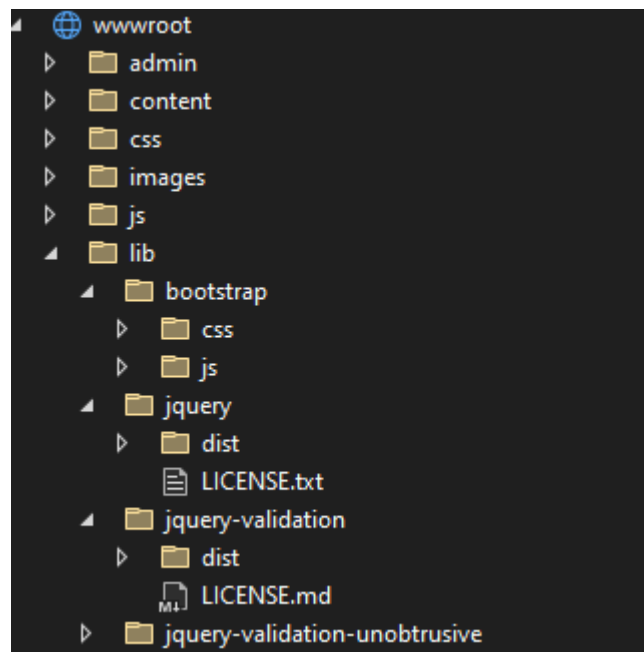 wwwroot
admin
content
css
images
js
lib
bootstrap
css
js
jquery
dist
LICENSE.txt
jquery-validation
dist
M↓ LICENSE.md
jquery-validation-unobtrusive